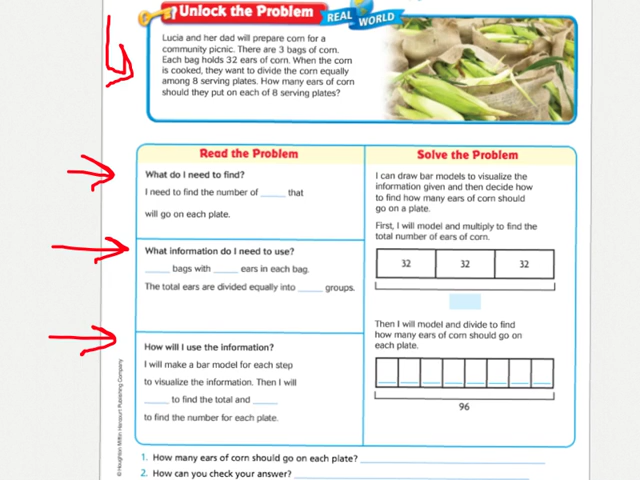 Unlock the Problem REAL WORLD
Lucia and her dad will prepare corn for a
community picnic. There are 3 bags of corn.
Each bag holds 32 ears of corn. When the corn
is cooked, they want to divide the corn equally
among 8 serving plates. How many ears of corn
should they put on each of 8 serving plates?
Read the Problem
What do I need to find?
I need to find the number of _____ that
will go on each plate.
What information do I need to use?
_____ bags with _____ ears in each bag.
The total ears are divided equally into _____ groups.
How will I use the information?
I will make a bar model for each step
to visualize the information. Then I will
_____ to find the total and _____
to find the number for each plate.
Solve the Problem
I can draw bar models to visualize the
information given and then decide how
to find how many ears of corn should
go on a plate.
First, I will model and multiply to find the
total number of ears of corn.
32 32 32
Then I will model and divide to find
how many ears of corn should go on
each plate.
96
© Houghton Mifflin Harcourt Publishing Company
1. How many ears of corn should go on each plate? _____
2. How can you check your answer? _____